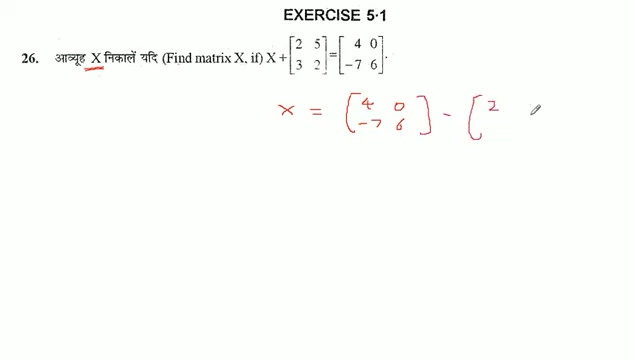 EXERCISE 5·1
26. आव्यूह X निकालें यदि (Find matrix X, if) X + [2 5 = [4 0
3 2] −7 6].
x = [4 0 - [2
-7 6]